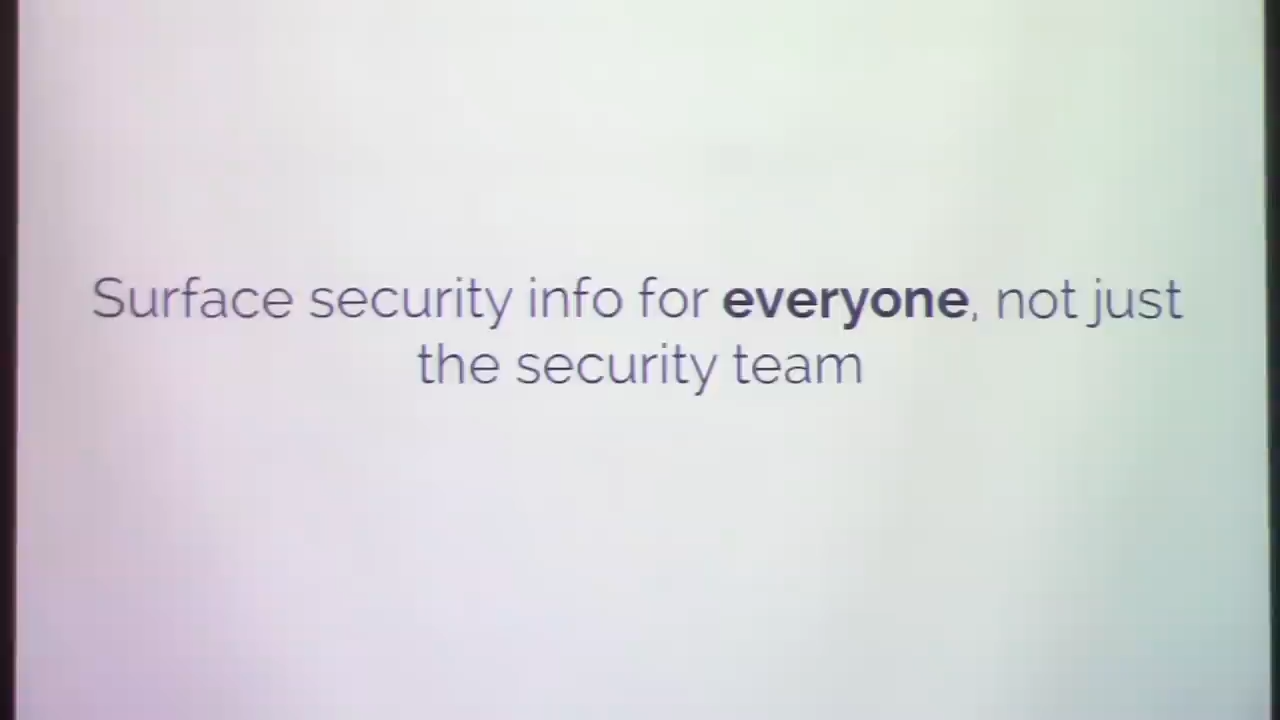 Surface security info for everyone, not just
the security team